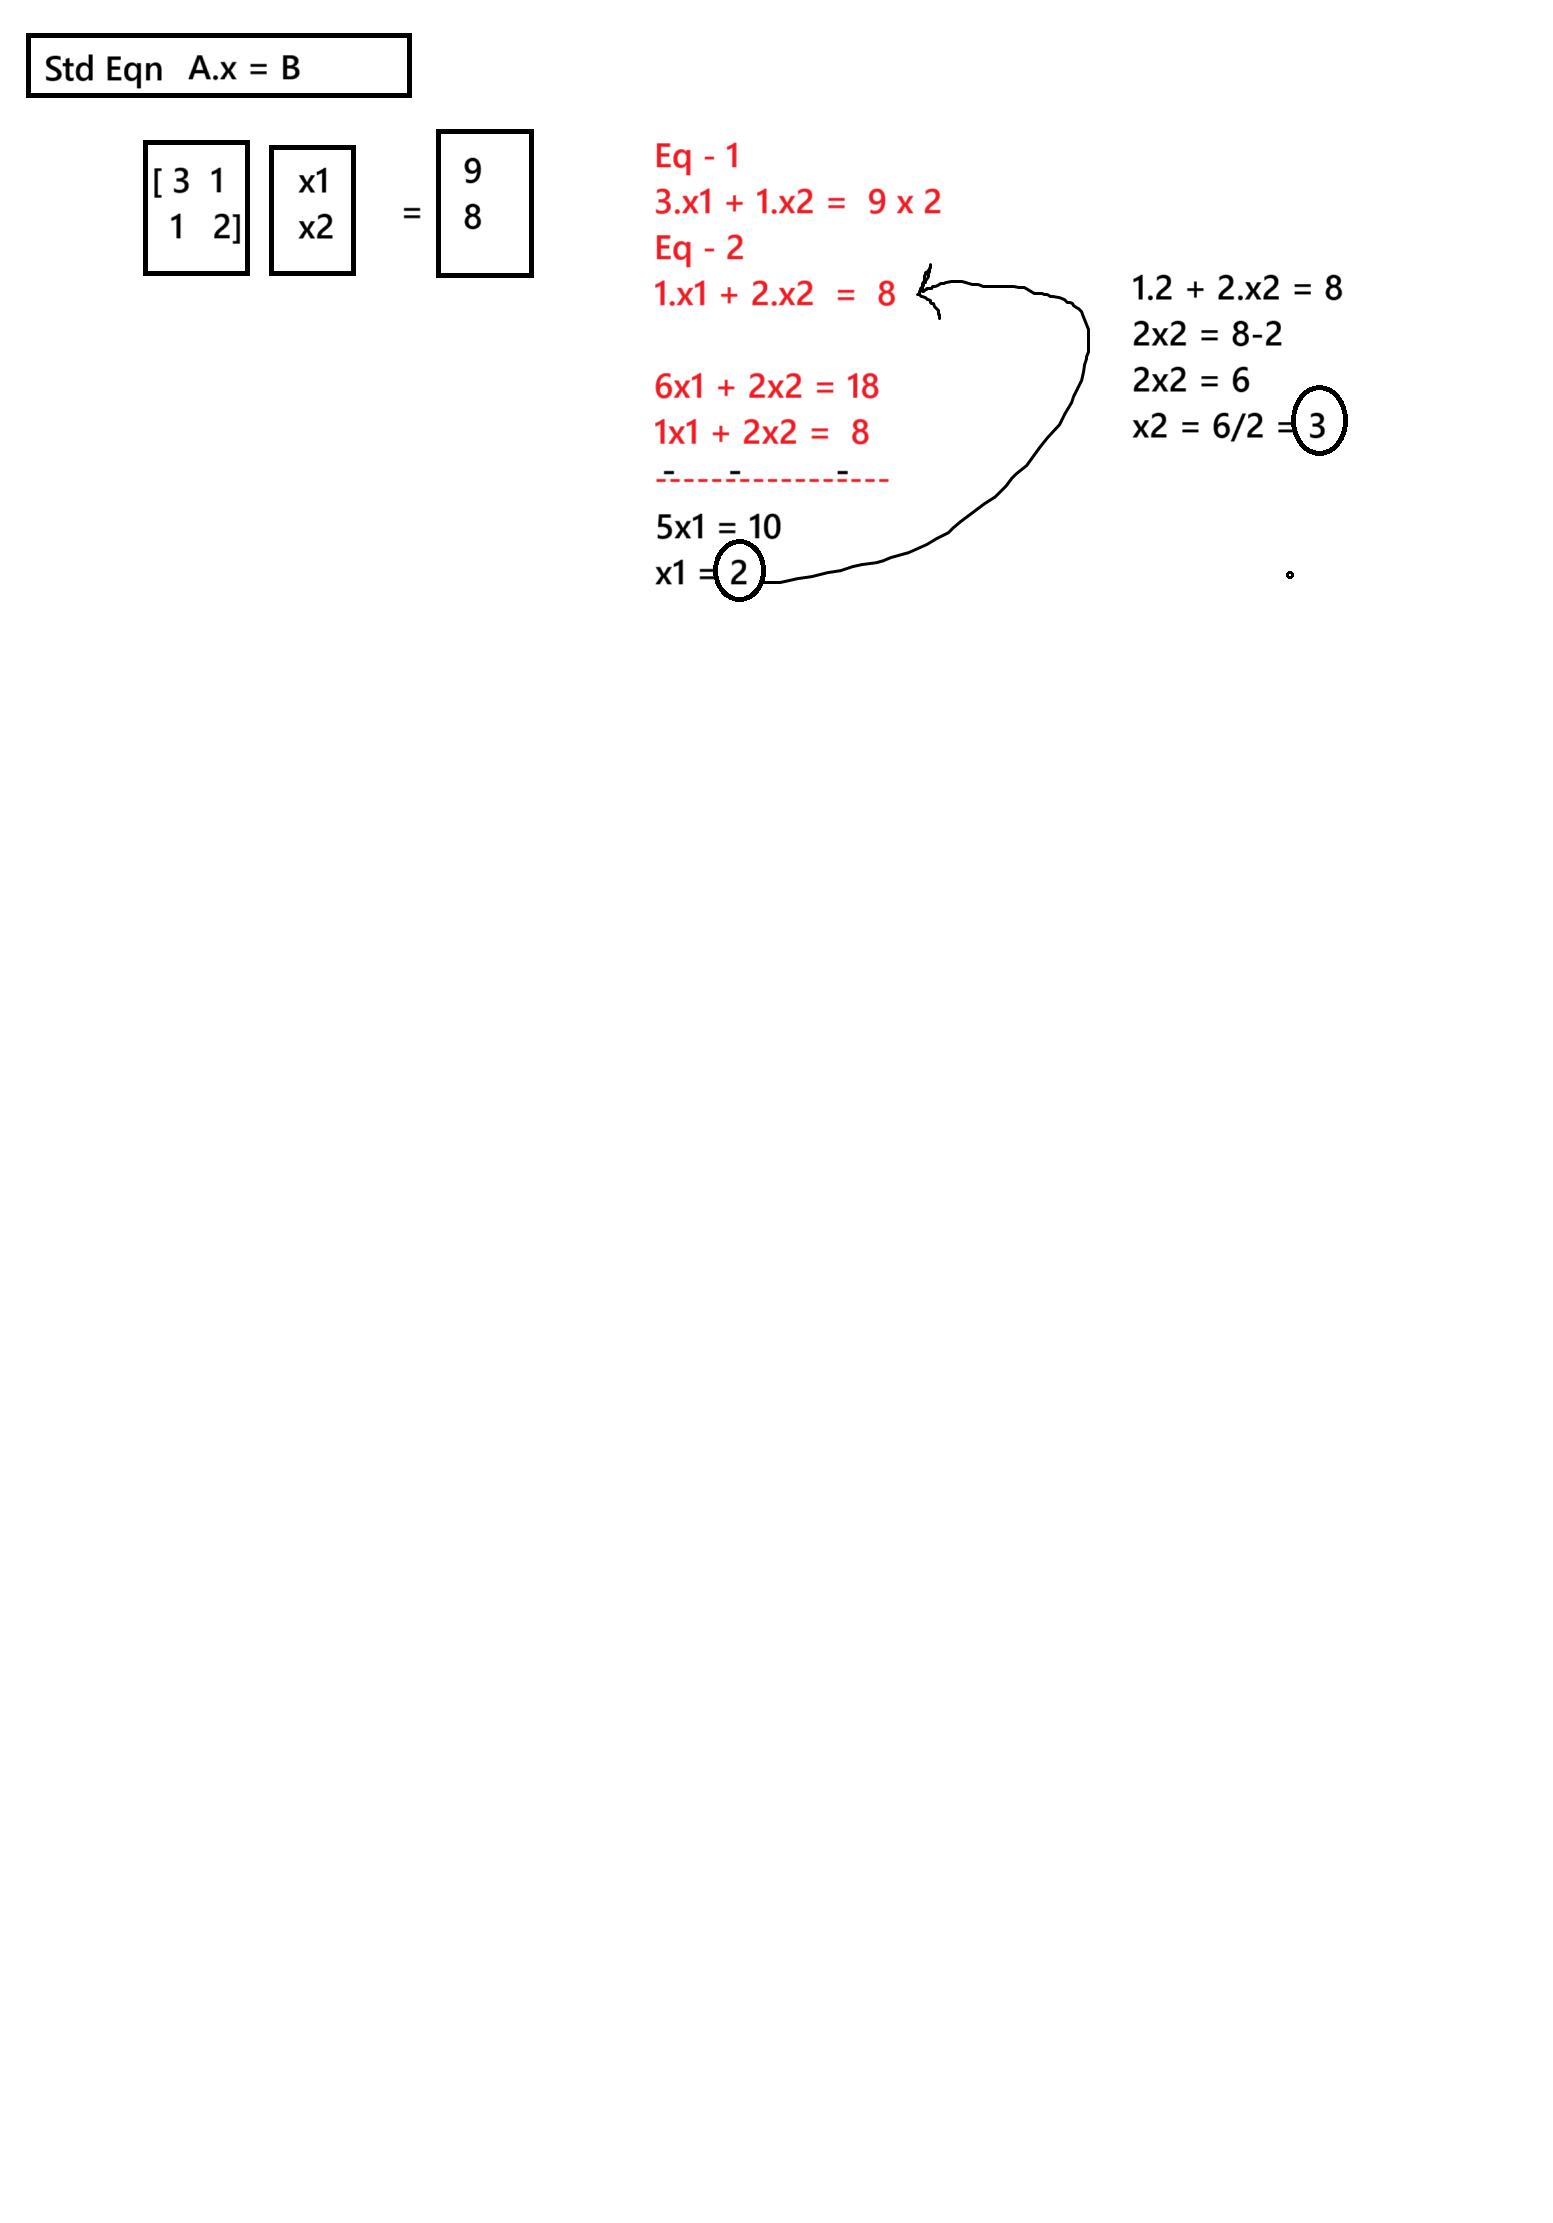 Std Eqn A.x = B
[ 3 1
1 2]
x1
x2
=
9
8
Eq - 1
3.x1 + 1.x2 = 9 x 2
Eq - 2
1.x1 + 2.x2 = 8
6x1 + 2x2 = 18
1x1 + 2x2 = 8
- - -
-----------------
5x1 = 10
x1 = 2
1.2 + 2.x2 = 8
2x2 = 8-2
2x2 = 6
x2 = 6/2 = 3